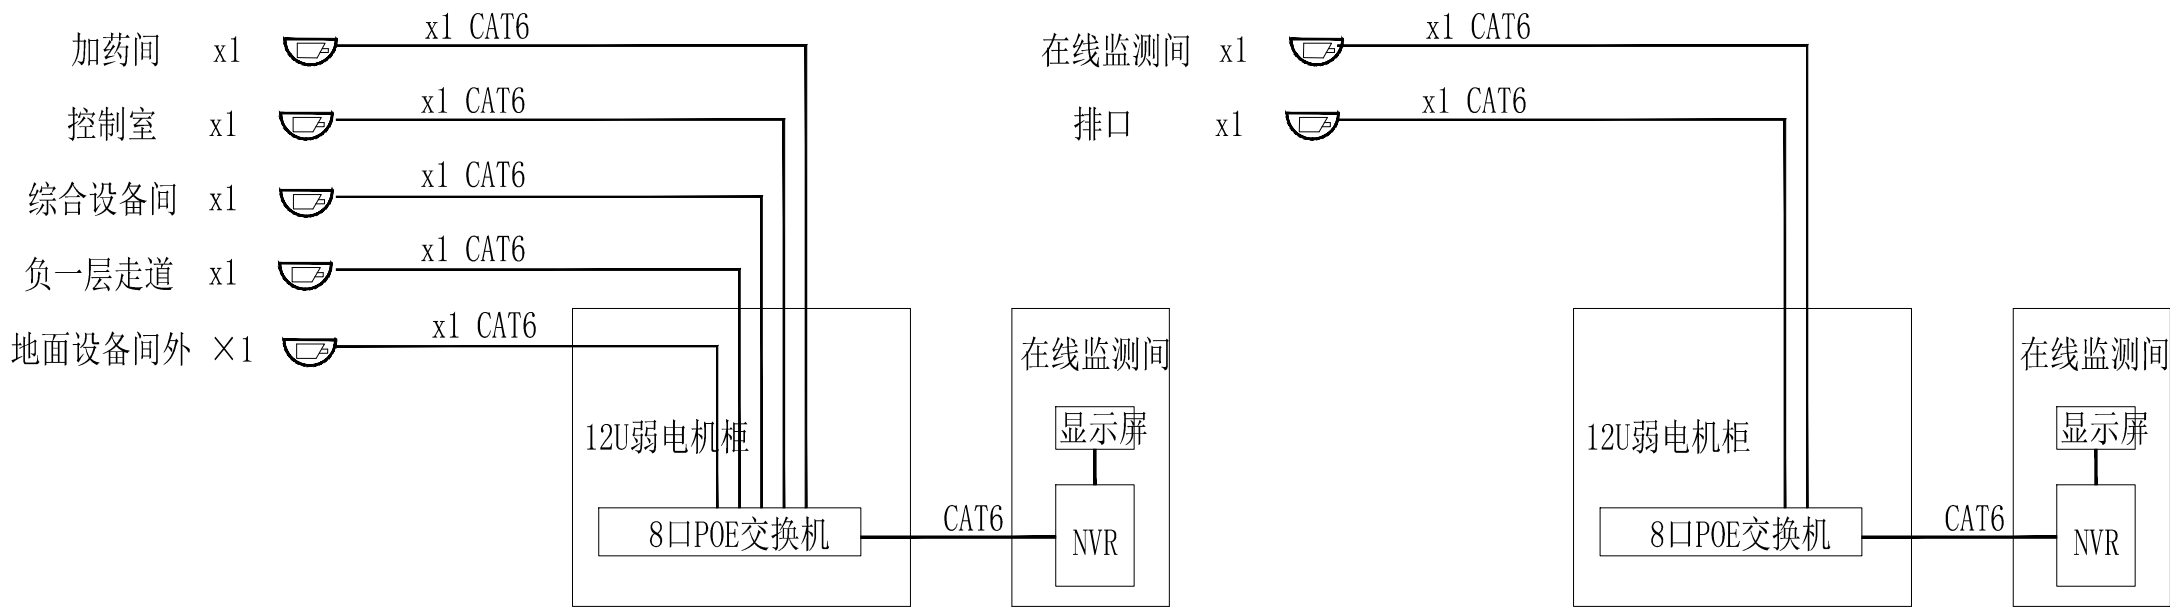 加药间 x1 x1 CAT6
控制室 x1 x1 CAT6
综合设备间 x1 x1 CAT6
负一层走道 x1 x1 CAT6
地面设备间外 ×1 x1 CAT6
12U弱电机柜
8口POE交换机
CAT6
在线监测间
显示屏
NVR
在线监测间 x1 x1 CAT6
排口 x1 x1 CAT6
12U弱电机柜
8口POE交换机
CAT6
在线监测间
显示屏
NVR